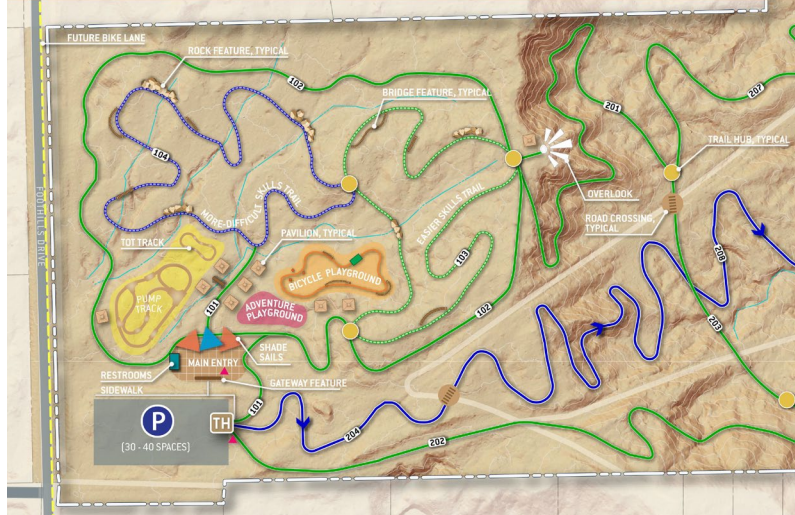 FUTURE BIKE LANE
ROCK FEATURE, TYPICAL
102
BRIDGE FEATURE, TYPICAL
201
207
104
TRAIL HUB, TYPICAL
OVERLOOK
ROAD CROSSING,
TYPICAL
FOOTHILLS DRIVE
MORE-DIFFICULT SKILLS TRAIL
EASIER SKILLS TRAIL
TOT TRACK
PAVILION, TYPICAL
103
208
PUMP
TRACK
BICYCLE PLAYGROUND
101
ADVENTURE
PLAYGROUND
102
203
SHADE
SAILS
MAIN ENTRY
RESTROOMS
SIDEWALK
GATEWAY FEATURE
101
P
TH
(30 - 40 SPACES)
204
202